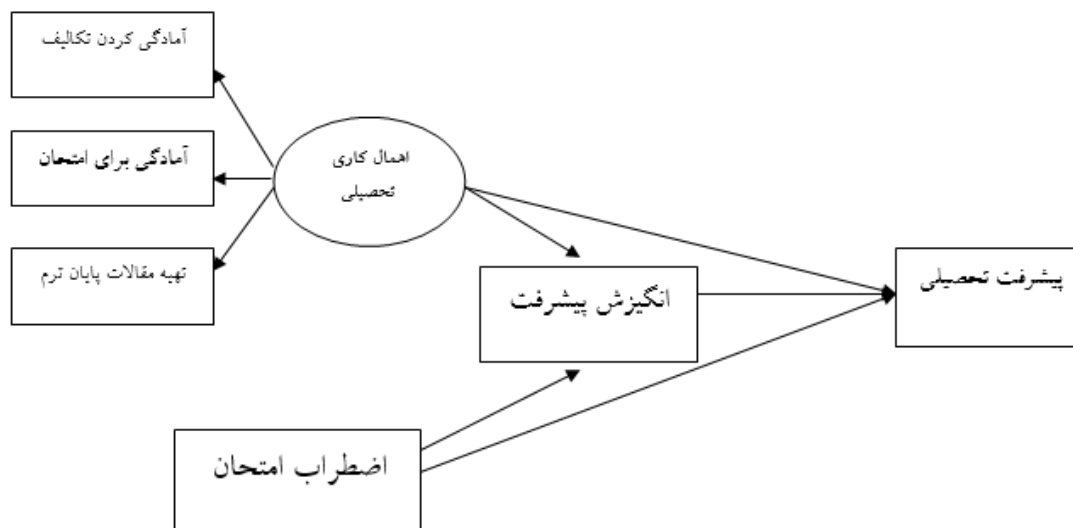 آمادگی کردن تکالیف
آمادگی برای امتحان
تهیه مقالات پایان ترم
اهمال کاری
تحصیلی
انگیزش پیشرفت
پیشرفت تحصیلی
اضطراب امتحان